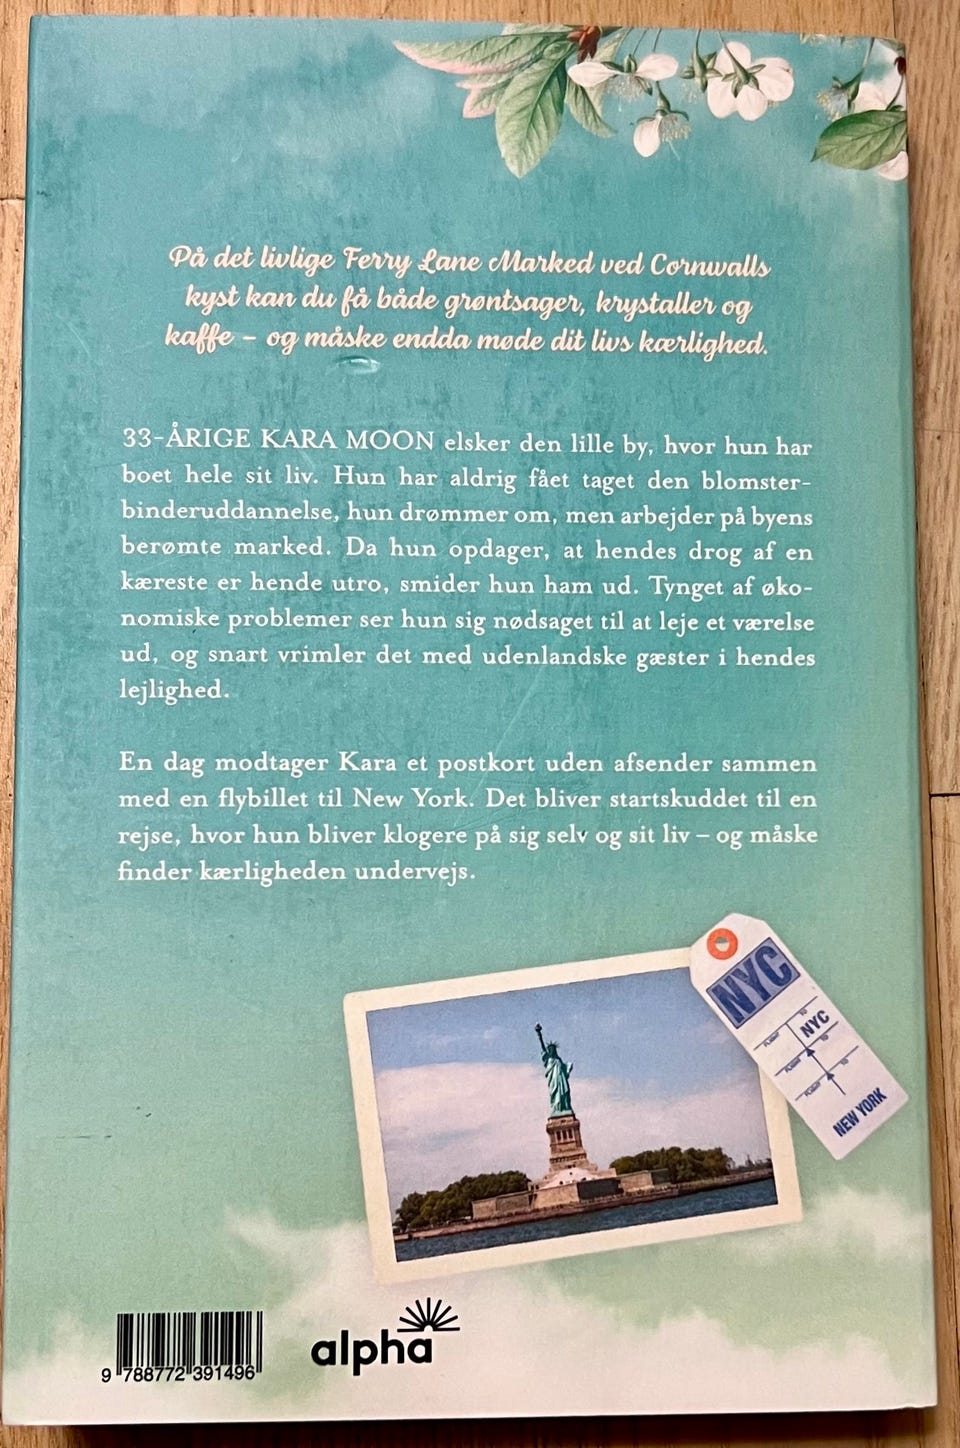 På det livlige Ferry Lane Marked ved Cornwalls
kyst kan du få både grøntsager, krystaller og
kaffe – og måske endda møde dit livs kærlighed.
33-ÅRIGE KARA MOON elsker den lille by, hvor hun har
boet hele sit liv. Hun har aldrig fået taget den blomster-
binderuddannelse, hun drømmer om, men arbejder på byens
berømte marked. Da hun opdager, at hendes drog af en
kæreste er hende utro, smider hun ham ud. Tynget af øko-
nomiske problemer ser hun sig nødsaget til at leje et værelse
ud, og snart vrimler det med udenlandske gæster i hendes
lejlighed.
En dag modtager Kara et postkort uden afsender sammen
med en flybillet til New York. Det bliver startskuddet til en
rejse, hvor hun bliver klogere på sig selv og sit liv – og måske
finder kærligheden undervejs.
NYC
FLIGHT TO NYC
FLIGHT TO
FLIGHT TO
NEW YORK
9 788772 391496
alpha